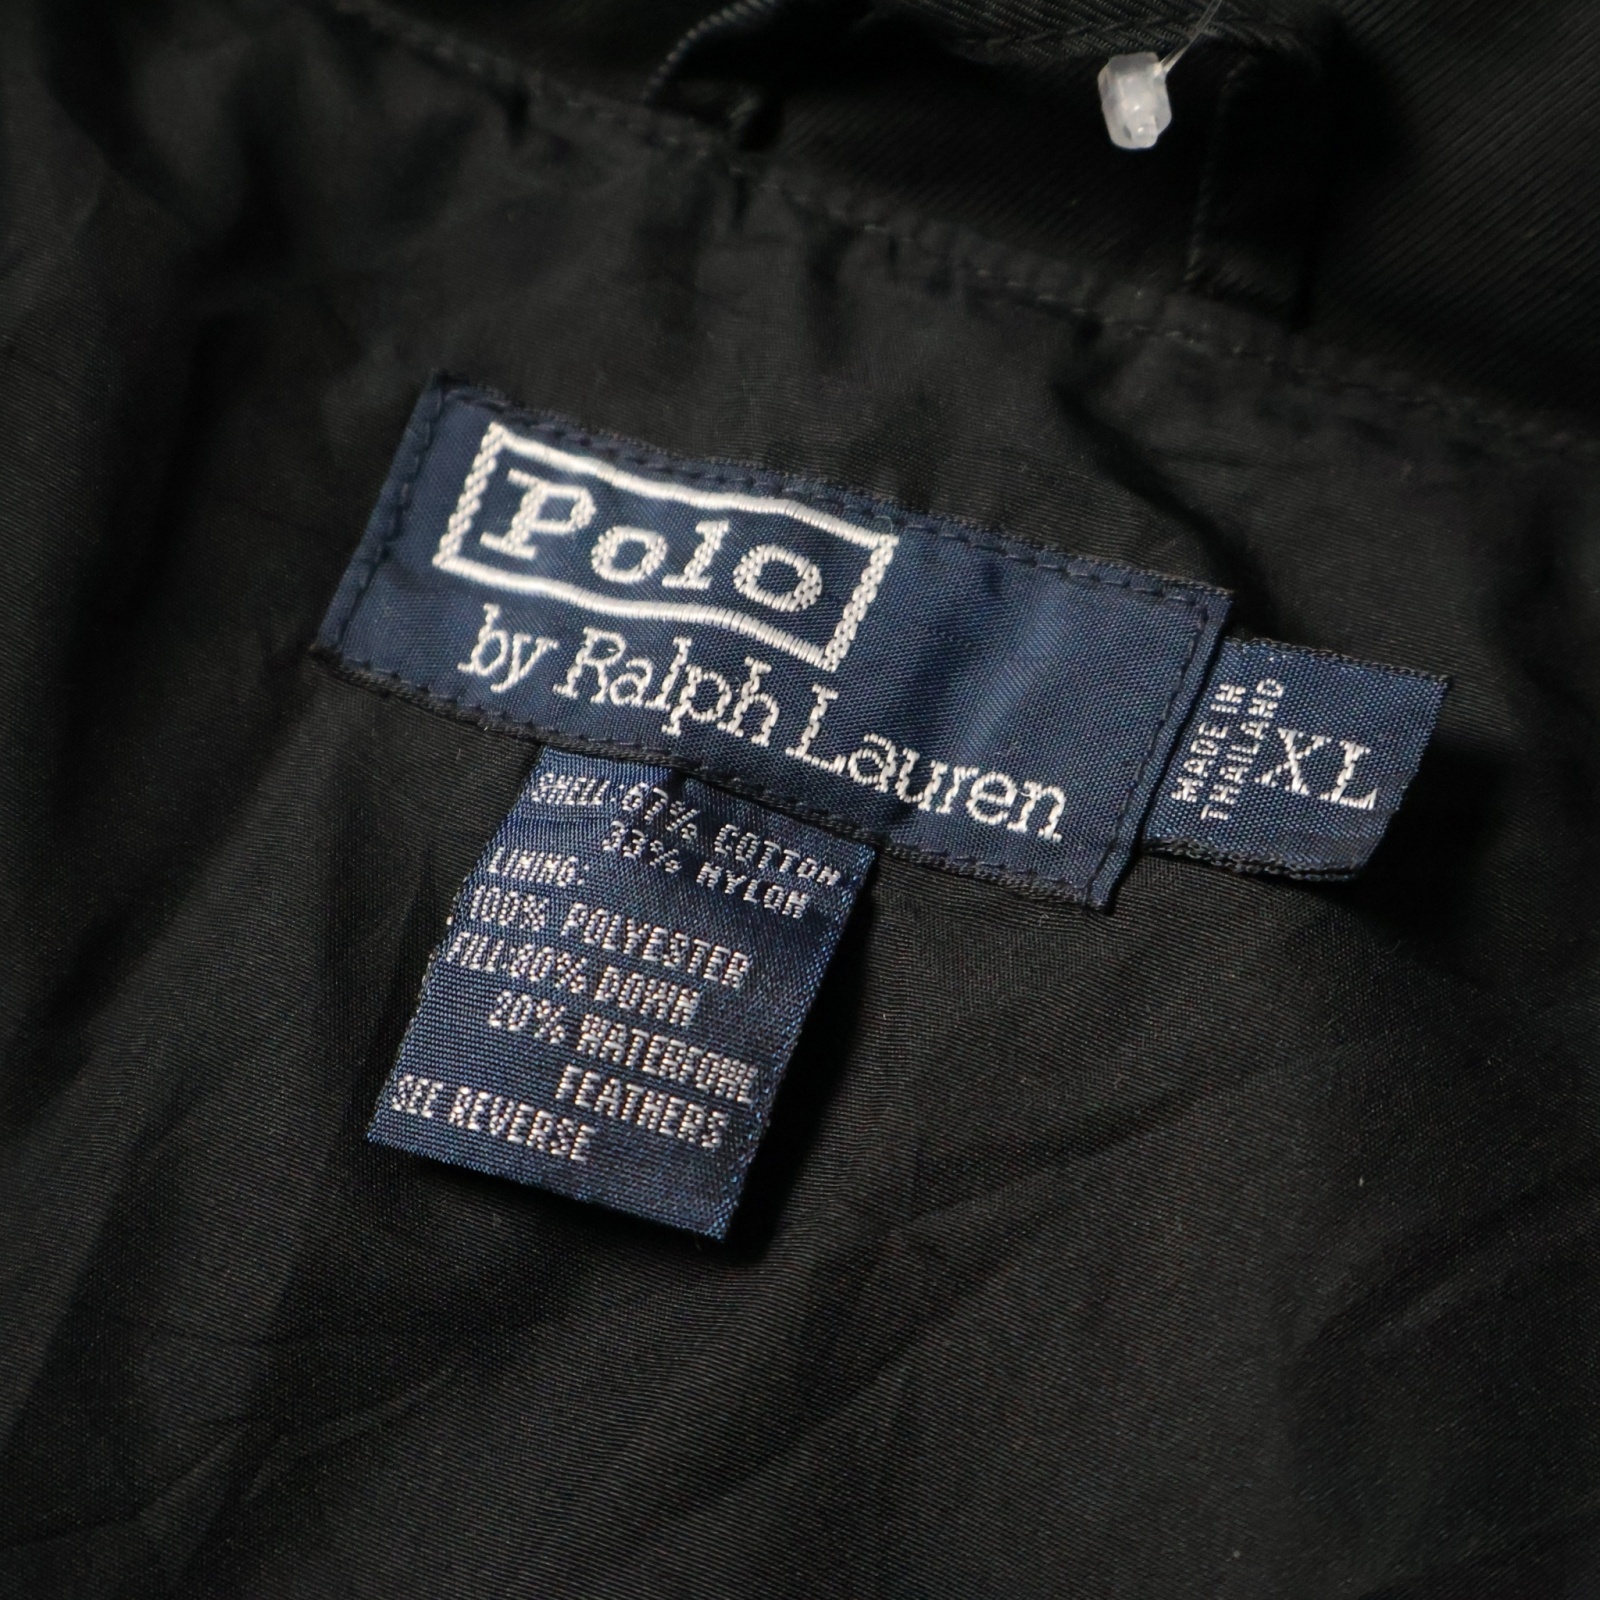 Polo
by Ralph Lauren
MADE IN
THAILAND
XL
SHELL-67% COTTON
33% NYLON
LINING:
100% POLYESTER
FILL-80% DOWN
20% WATERFOWL
FEATHERS
SEE REVERSE